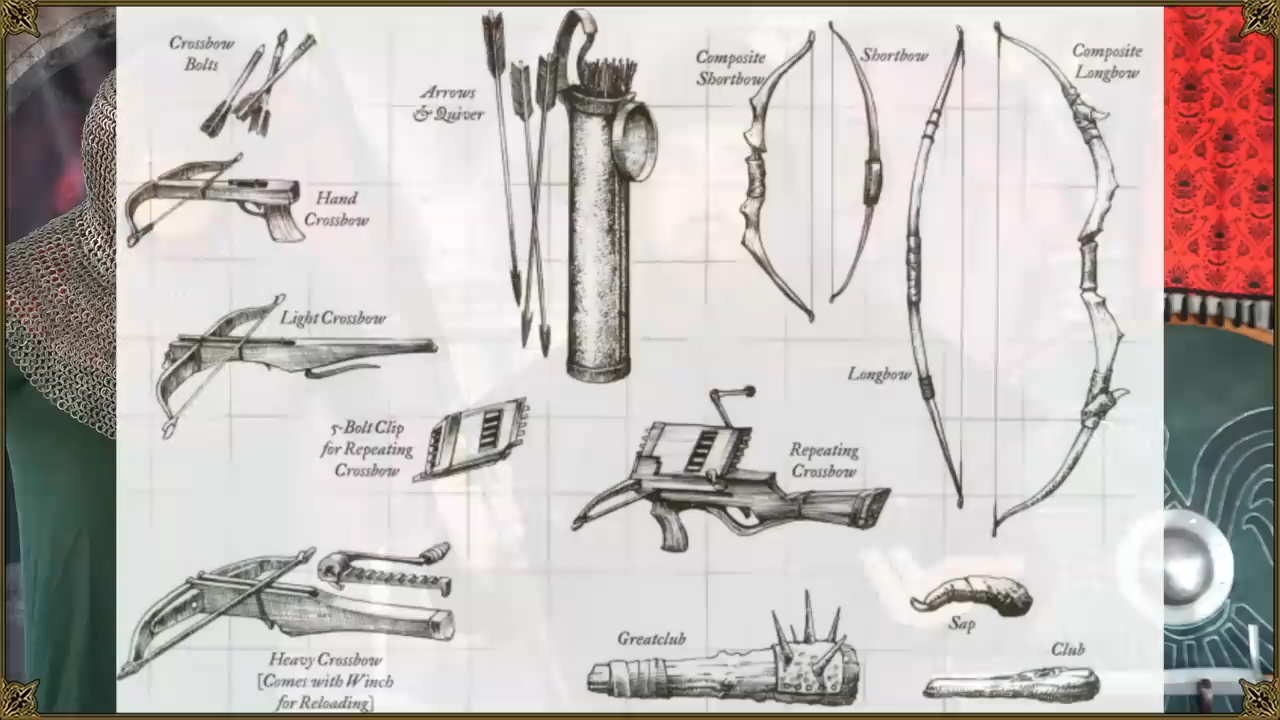 Crossbow
Bolts
Arrows
& Quiver
Composite
Shortbow
Shortbow
Composite
Longbow
Hand
Crossbow
Light Crossbow
Longbow
5-Bolt Clip
for Repeating
Crossbow
Repeating
Crossbow
Heavy Crossbow
[Comes with Winch
for Reloading]
Greatclub
Sap
Club